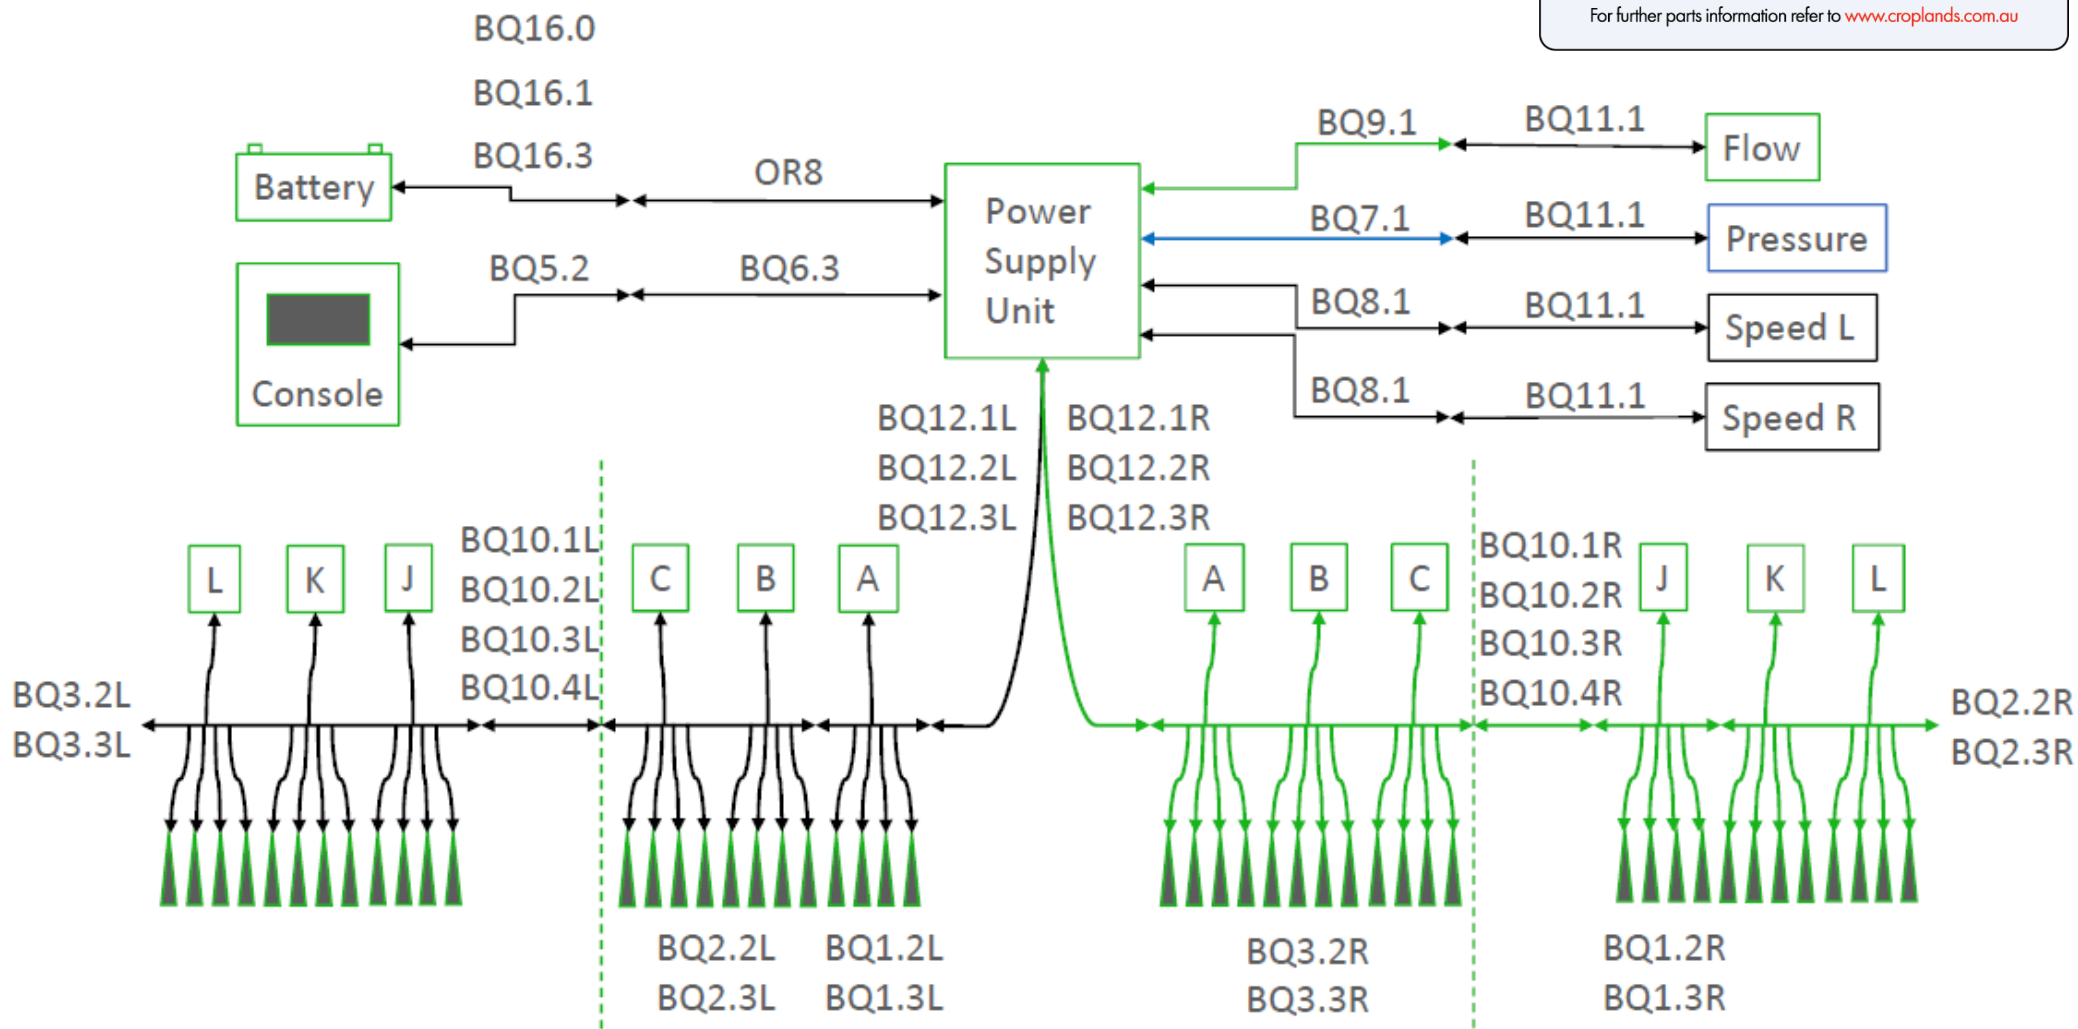 For further parts information refer to www.croplands.com.au
BQ16.0
BQ16.1
BQ16.3
Battery
OR8
Console
BQ5.2
BQ6.3
Power
Supply
Unit
BQ9.1
BQ11.1
Flow
BQ7.1
BQ11.1
Pressure
BQ8.1
BQ11.1
Speed L
BQ8.1
BQ11.1
Speed R
BQ12.1L
BQ12.2L
BQ12.3L
BQ12.1R
BQ12.2R
BQ12.3R
L
K
J
BQ10.1L
BQ10.2L
BQ10.3L
BQ10.4L
C
B
A
A
B
C
BQ10.1R
BQ10.2R
BQ10.3R
BQ10.4R
J
K
L
BQ3.2L
BQ3.3L
BQ2.2R
BQ2.3R
BQ2.2L
BQ2.3L
BQ1.2L
BQ1.3L
BQ3.2R
BQ3.3R
BQ1.2R
BQ1.3R